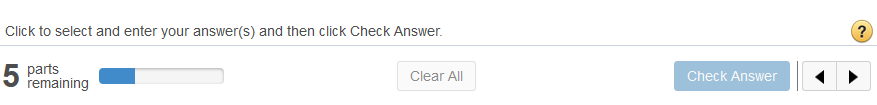 Click to select and enter your answer(s) and then click Check Answer.
?
5 parts
remaining
Clear All
Check Answer